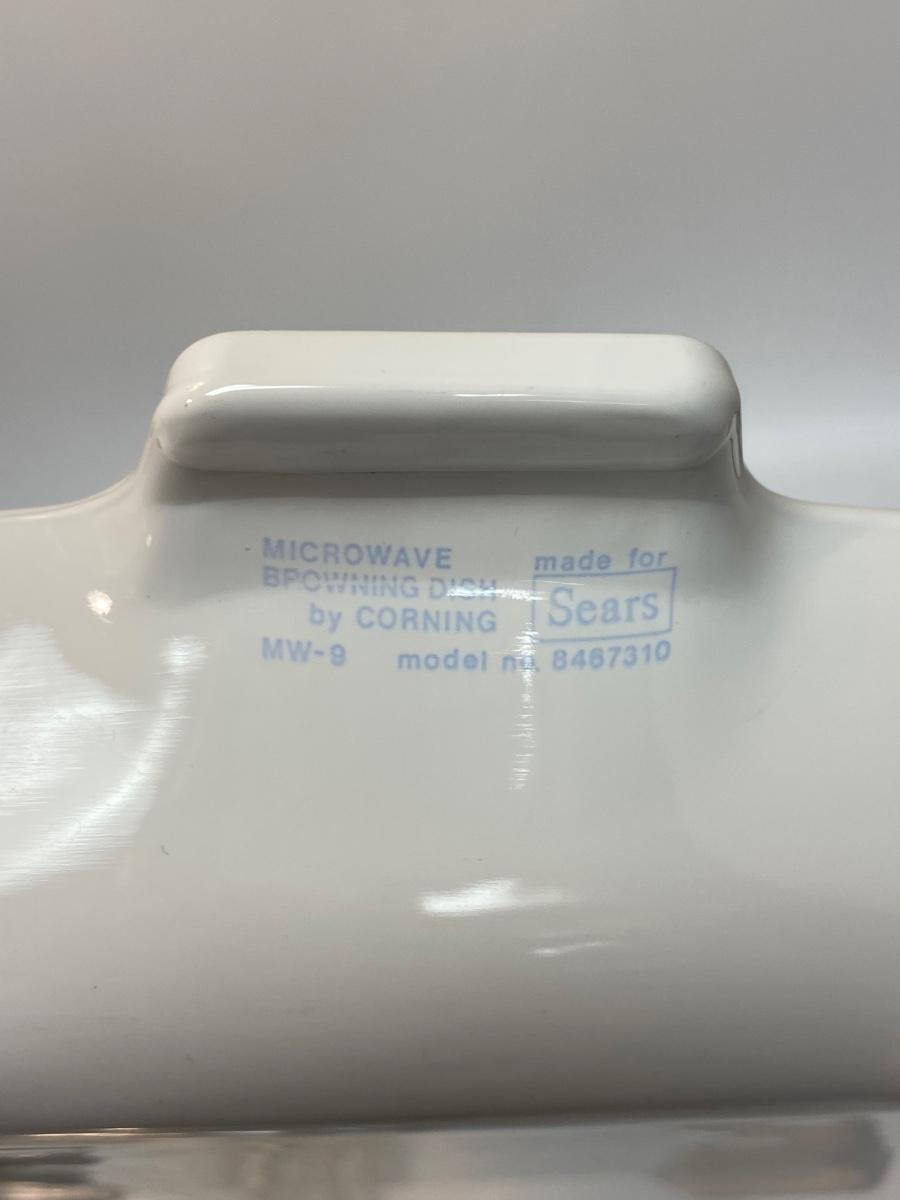 MICROWAVE
BROWNING DISH
by CORNING
made for
Sears
MW-9 model no. 8467310